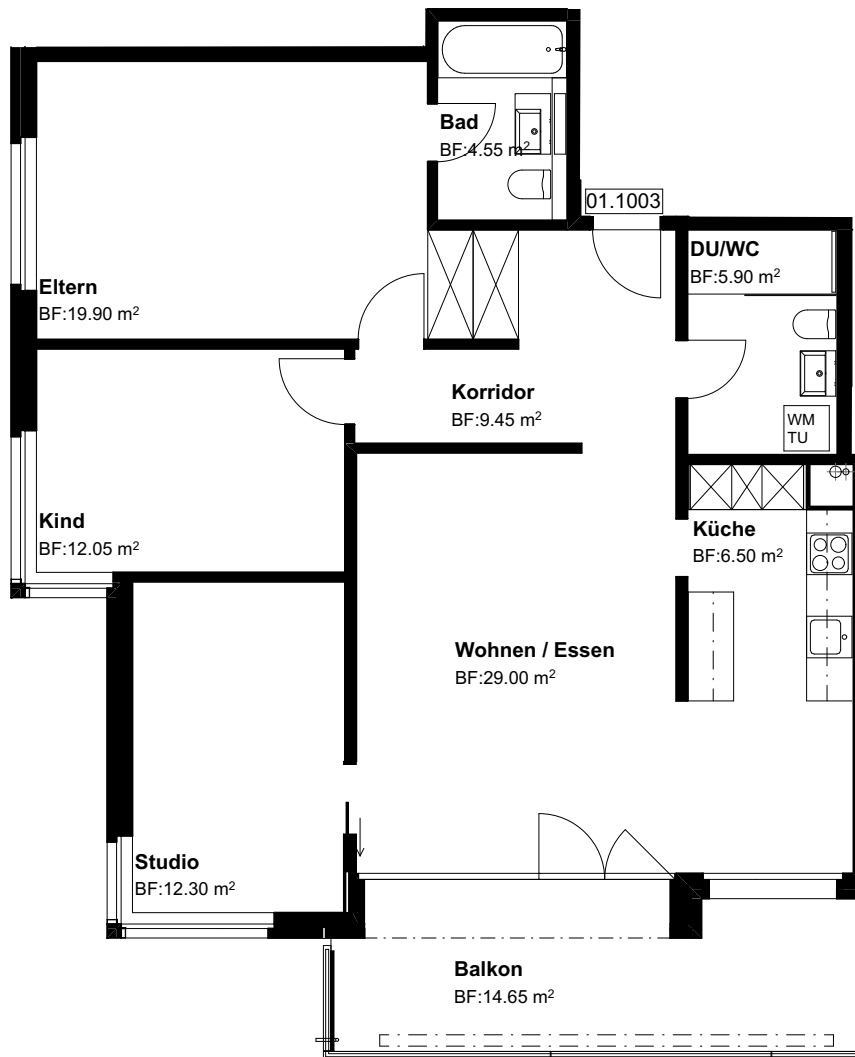 Bad
BF:4.55 m²
01.1003
DU/WC
BF:5.90 m²
Eltern
BF:19.90 m²
Korridor
BF:9.45 m²
WM
TU
Kind
BF:12.05 m²
Küche
BF:6.50 m²
Wohnen / Essen
BF:29.00 m²
Studio
BF:12.30 m²
Balkon
BF:14.65 m²